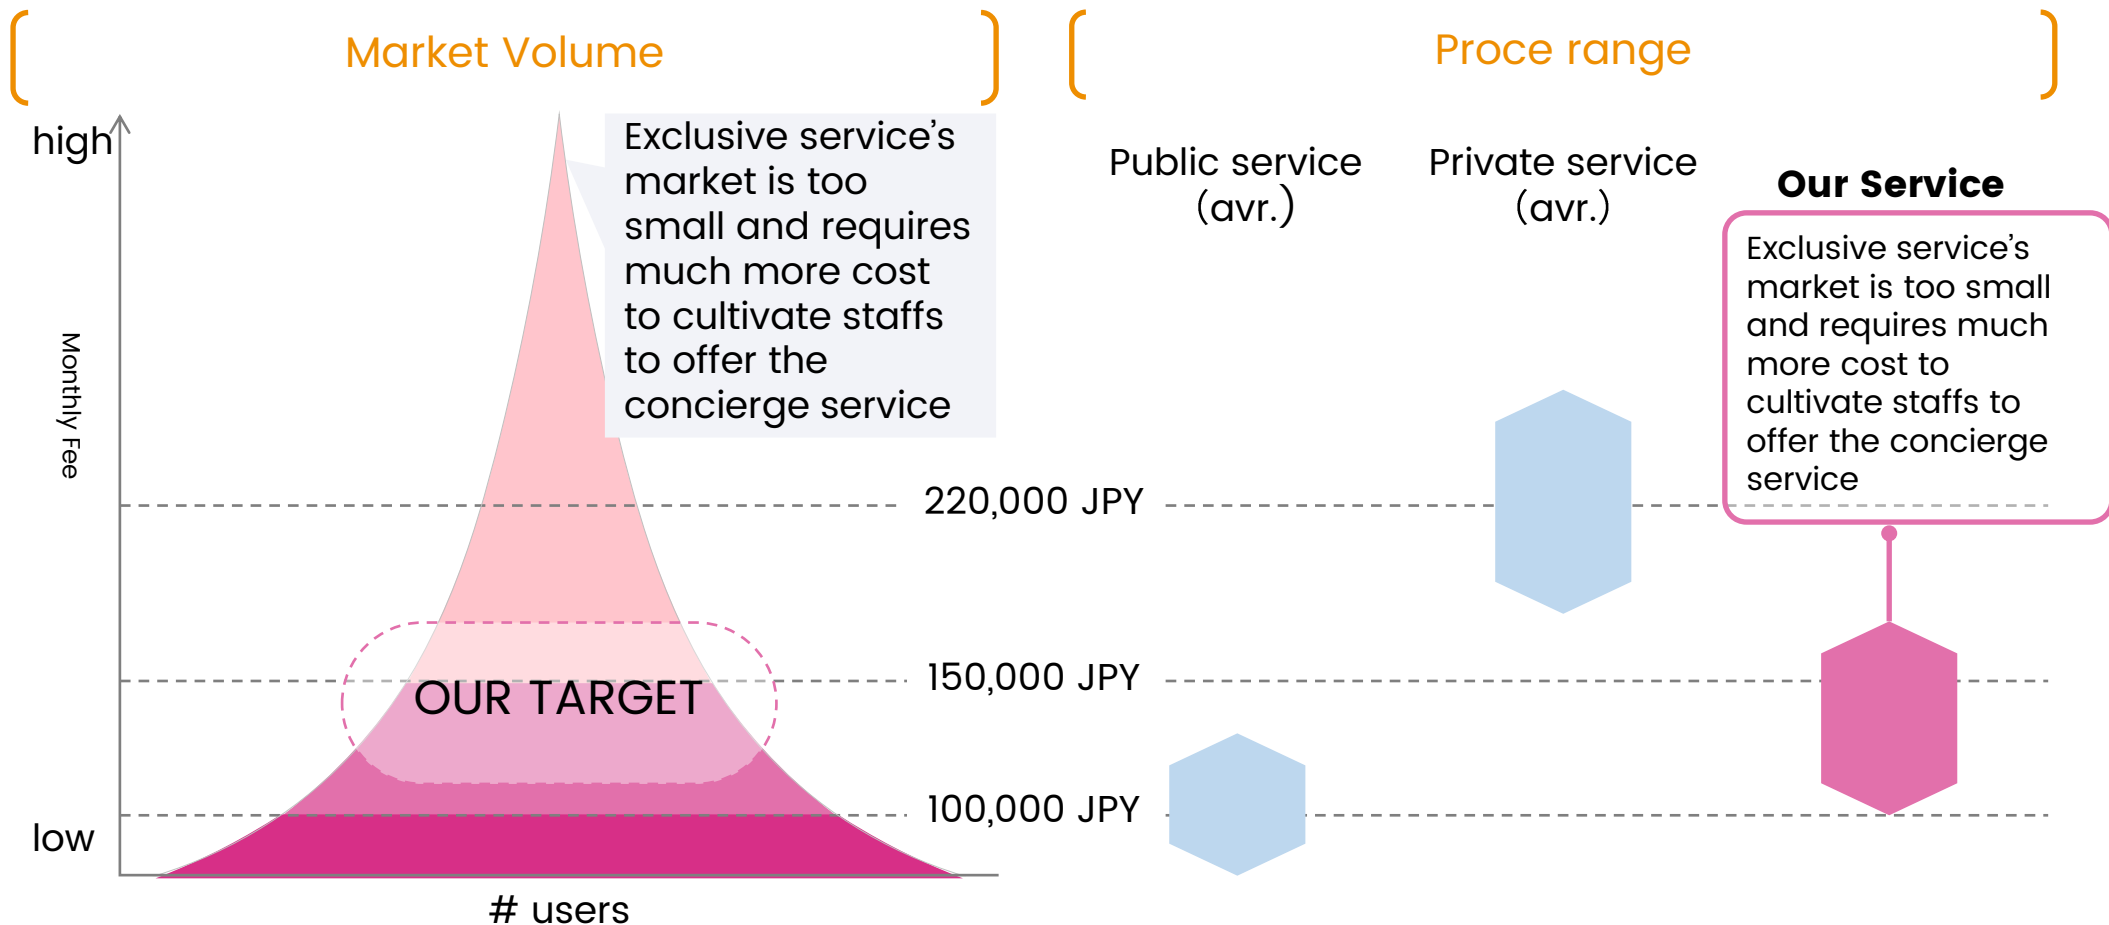 Market Volume
Proce range
high
Exclusive service’s
market is too
small and requires
much more cost
to cultivate staffs
to offer the
concierge service
Monthly Fee
OUR TARGET
low
# users
220,000 JPY
150,000 JPY
100,000 JPY
Public service
(avr.)
Private service
(avr.)
Our Service
Exclusive service’s
market is too small
and requires much
more cost to
cultivate staffs to
offer the concierge
service